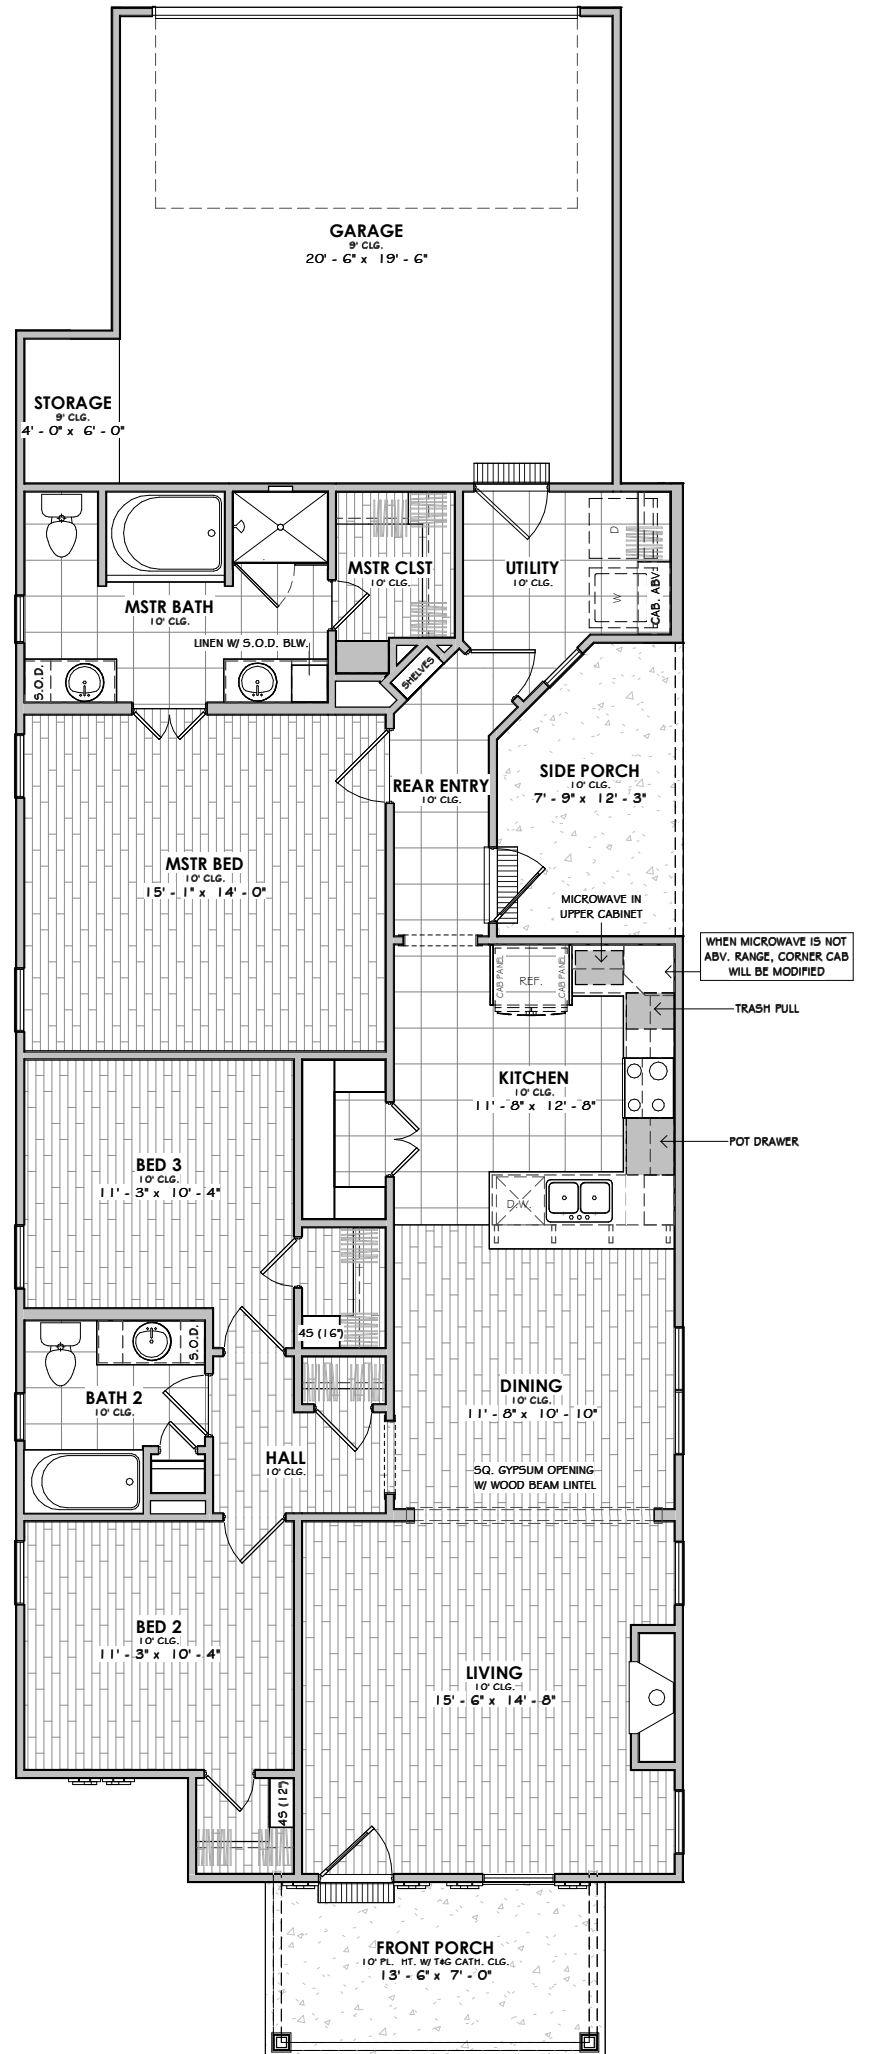 GARAGE
9' CLG.
20' - 6" x 19' - 6"
STORAGE
9' CLG.
4' - 0" x 6' - 0"
MSTR CLST
10' CLG.
UTILITY
10' CLG.
D
W
CAB. ABV.
MSTR BATH
10' CLG.
LINEN W/ S.O.D. BLW.
S.O.D.
SHELVES
REAR ENTRY
10' CLG.
SIDE PORCH
10' CLG.
7' - 9" x 12' - 3"
MSTR BED
10' CLG.
15' - 1" x 14' - 0"
MICROWAVE IN
UPPER CABINET
WHEN MICROWAVE IS NOT
ABV. RANGE, CORNER CAB
WILL BE MODIFIED
CAB PANEL
REF.
CAB PANEL
TRASH PULL
KITCHEN
10' CLG.
11' - 8" x 12' - 8"
POT DRAWER
D.W.
BED 3
10' CLG.
11' - 3" x 10' - 4"
4S (16")
S.O.D.
BATH 2
10' CLG.
DINING
10' CLG.
11' - 8" x 10' - 10"
HALL
10' CLG.
SQ. GYPSUM OPENING
W/ WOOD BEAM LINTEL
BED 2
10' CLG.
11' - 3" x 10' - 4"
LIVING
10' CLG.
15' - 6" x 14' - 8"
4S (12")
FRONT PORCH
10' PL. HT. W/ T&G CATH. CLG.
13' - 6" x 7' - 0"